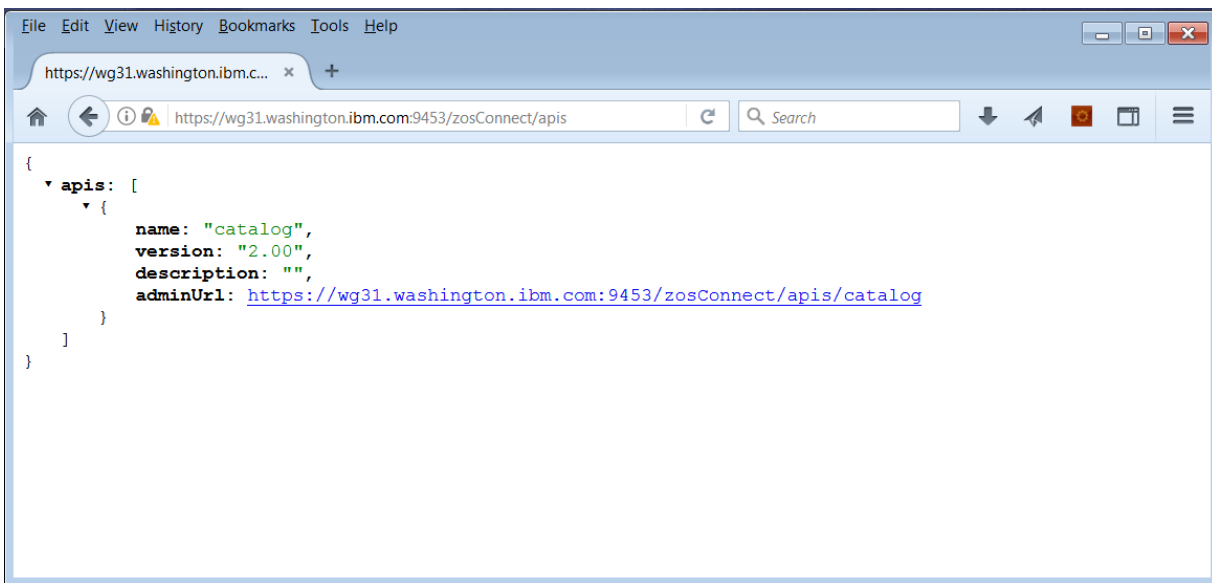 File Edit View History Bookmarks Tools Help
https://wg31.washington.ibm.c... × +
https://wg31.washington.ibm.com:9453/zosConnect/apis Search
{
apis: [
{
name: "catalog",
version: "2.00",
description: "",
adminUrl: https://wg31.washington.ibm.com:9453/zosConnect/apis/catalog
}
]
}